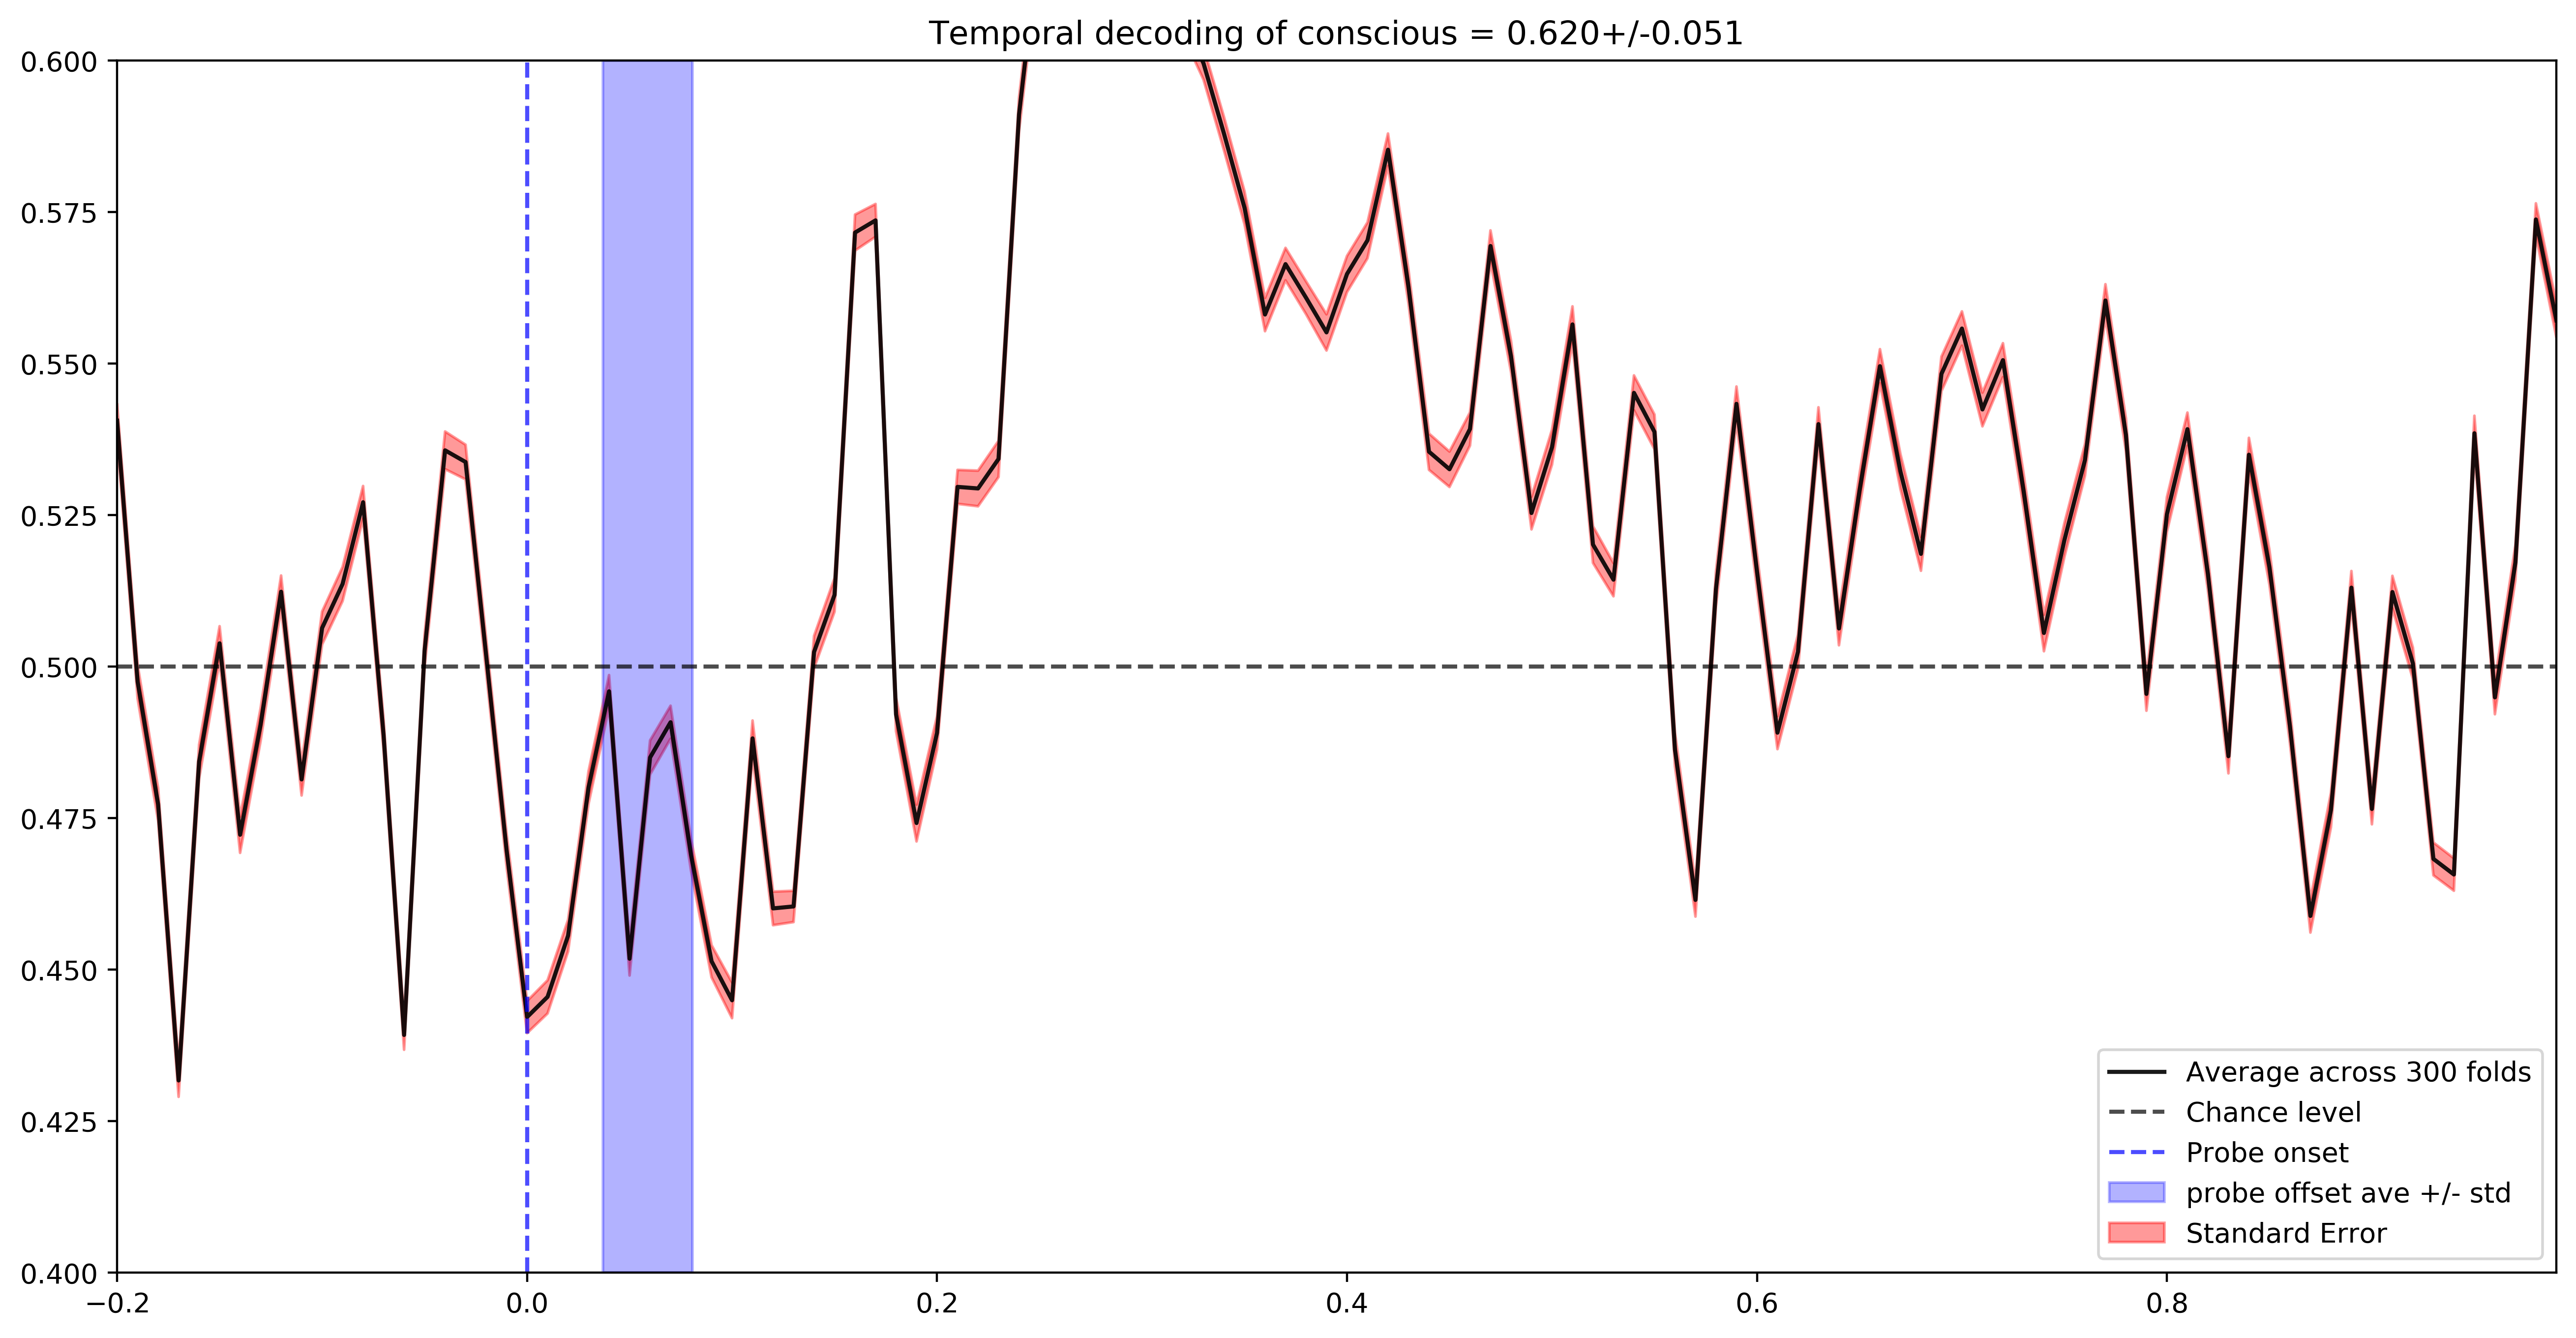 Temporal decoding of conscious = 0.620+/-0.051
0.600
0.575
0.550
0.525
0.500
0.475
0.450
0.425
0.400
−0.2
0.0
0.2
0.4
0.6
0.8
Average across 300 folds
Chance level
Probe onset
probe offset ave +/- std
Standard Error